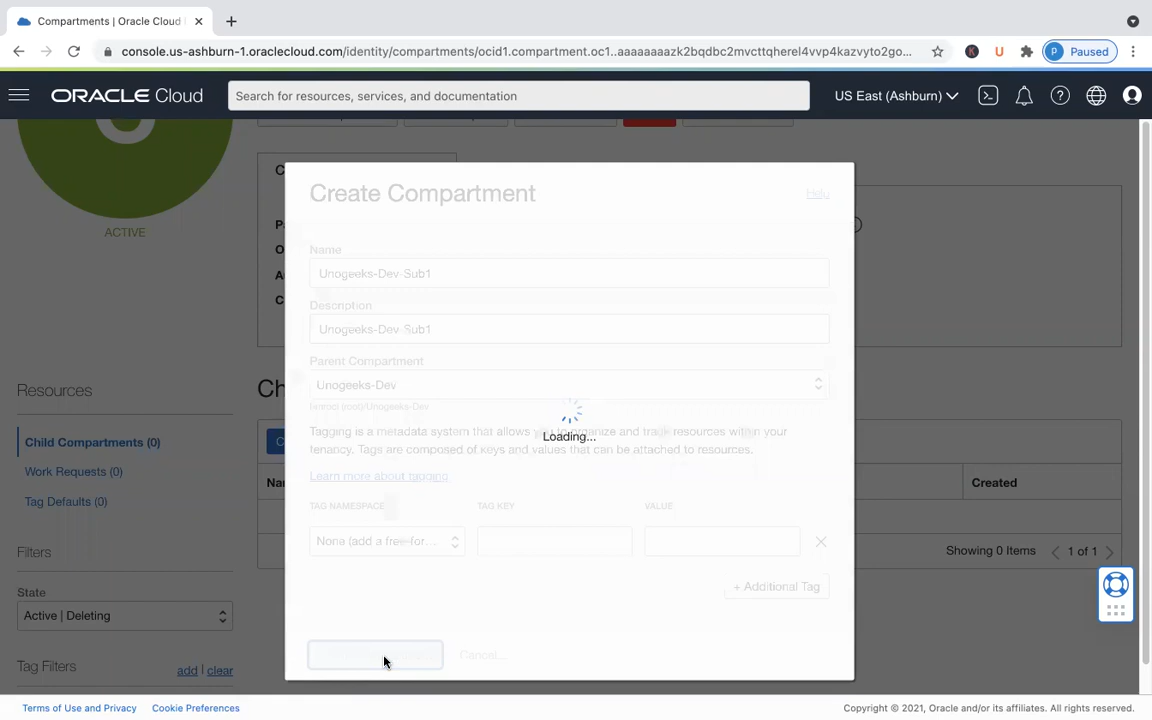 Compartments | Oracle Cloud
console.us-ashburn-1.oraclecloud.com/identity/compartments/ocid1.compartment.oc1..aaaaaaaazk2bqdbc2mvcttqherel4vvp4kazvyto2go...
U
P Paused
ORACLE Cloud
Search for resources, services, and documentation
US East (Ashburn)
ACTIVE
Create Compartment
Help
Name
Unogeeks-Dev-Sub1
Description
Unogeeks-Dev-Sub1
Parent Compartment
Unogeeks-Dev
(root)/Unogeeks-Dev
Loading...
Tagging is a metadata system that allows you to organize and track resources within your
tenancy. Tags are composed of keys and values that can be attached to resources.
Learn more about tagging
TAG NAMESPACE
TAG KEY
VALUE
None (add a free-for...
+ Additional Tag
Cancel
Resources
Child Compartments (0)
Work Requests (0)
Tag Defaults (0)
Filters
State
Active | Deleting
Tag Filters
add | clear
Created
Showing 0 Items
1 of 1
Terms of Use and Privacy
Cookie Preferences
Copyright © 2021, Oracle and/or its affiliates. All rights reserved.